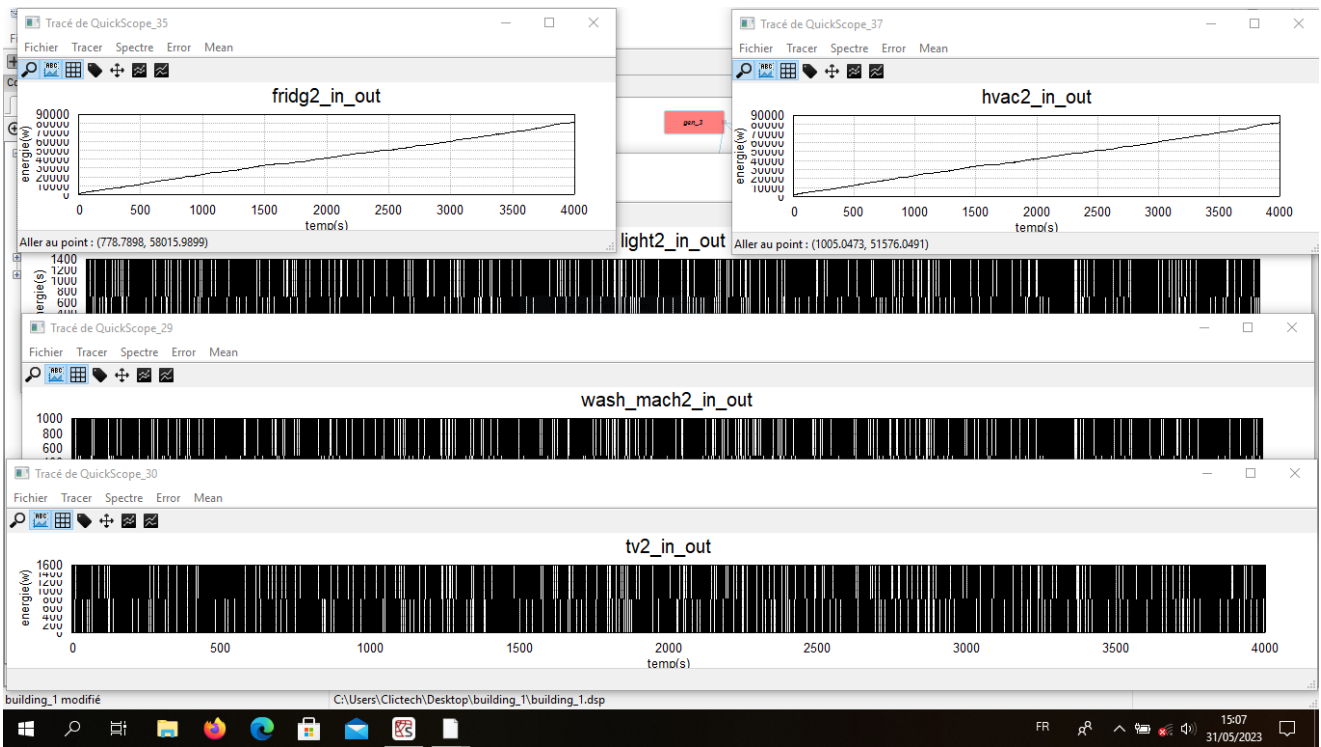 Tracé de QuickScope_35
Fichier Tracer Spectre Error Mean
fridg2_in_out
energie(w)
90000
80000
70000
60000
50000
40000
30000
20000
10000
0
0 500 1000 1500 2000 2500 3000 3500 4000
temp(s)
Aller au point : (778.7898, 58015.9899)
gen_2
Tracé de QuickScope_37
Fichier Tracer Spectre Error Mean
hvac2_in_out
energie(w)
90000
80000
70000
60000
50000
40000
30000
20000
10000
0
0 500 1000 1500 2000 2500 3000 3500 4000
temp(s)
Aller au point : (1005.0473, 51576.0491)
light2_in_out
1400
1200
1000
800
600
400
Tracé de QuickScope_29
Fichier Tracer Spectre Error Mean
wash_mach2_in_out
1000
800
600
Tracé de QuickScope_30
Fichier Tracer Spectre Error Mean
tv2_in_out
energie(w)
1600
1400
1200
1000
800
600
400
200
0
0 500 1000 1500 2000 2500 3000 3500 4000
temp(s)
building_1 modifié C:\Users\Clictech\Desktop\building_1\building_1.dsp
FR 15:07
31/05/2023